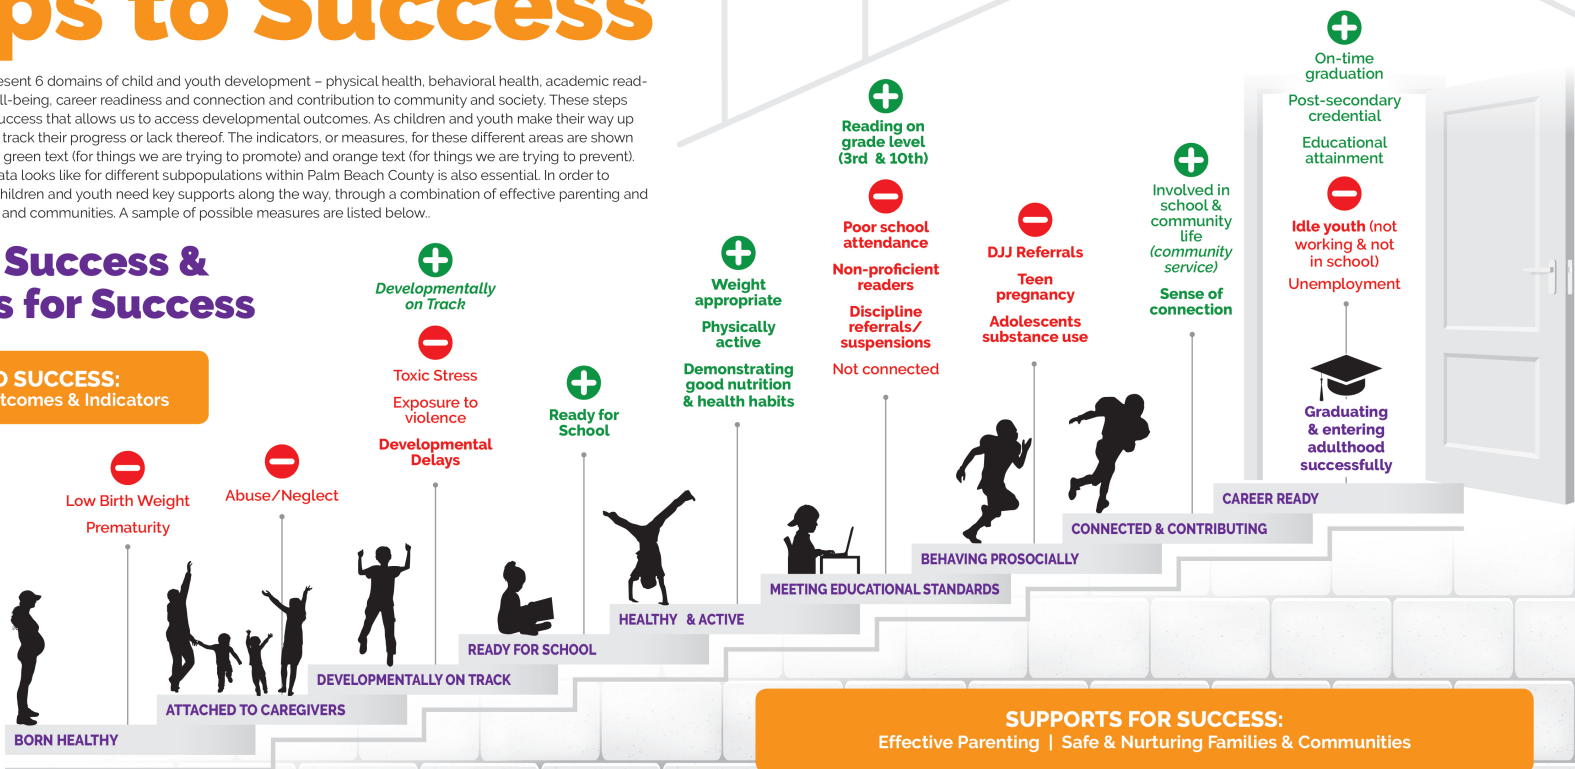 ps to Success
esent 6 domains of child and youth development – physical health, behavioral health, academic read-
ll-being, career readiness and connection and contribution to community and society. These steps
uccess that allows us to access developmental outcomes. As children and youth make their way up
track their progress or lack thereof. The indicators, or measures, for these different areas are shown
green text (for things we are trying to promote) and orange text (for things we are trying to prevent).
ata looks like for different subpopulations within Palm Beach County is also essential. In order to
hildren and youth need key supports along the way, through a combination of effective parenting and
and communities. A sample of possible measures are listed below..
Success &
s for Success
O SUCCESS:
tcomes & Indicators
Low Birth Weight
Prematurity
BORN HEALTHY
Abuse/Neglect
ATTACHED TO CAREGIVERS
Developmentally
on Track
Toxic Stress
Exposure to
violence
Developmental
Delays
DEVELOPMENTALLY ON TRACK
Ready for
School
READY FOR SCHOOL
Weight
appropriate
Physically
active
Demonstrating
good nutrition
& health habits
HEALTHY & ACTIVE
Reading on
grade level
(3rd & 10th)
Poor school
attendance
Non-proficient
readers
Discipline
referrals/
suspensions
Not connected
MEETING EDUCATIONAL STANDARDS
DJJ Referrals
Teen
pregnancy
Adolescents
substance use
BEHAVING PROSOCIALLY
Involved in
school &
community
life
(community
service)
Sense of
connection
CONNECTED & CONTRIBUTING
On-time
graduation
Post-secondary
credential
Educational
attainment
Idle youth (not
working & not
in school)
Unemployment
Graduating
& entering
adulthood
successfully
CAREER READY
SUPPORTS FOR SUCCESS:
Effective Parenting | Safe & Nurturing Families & Communities